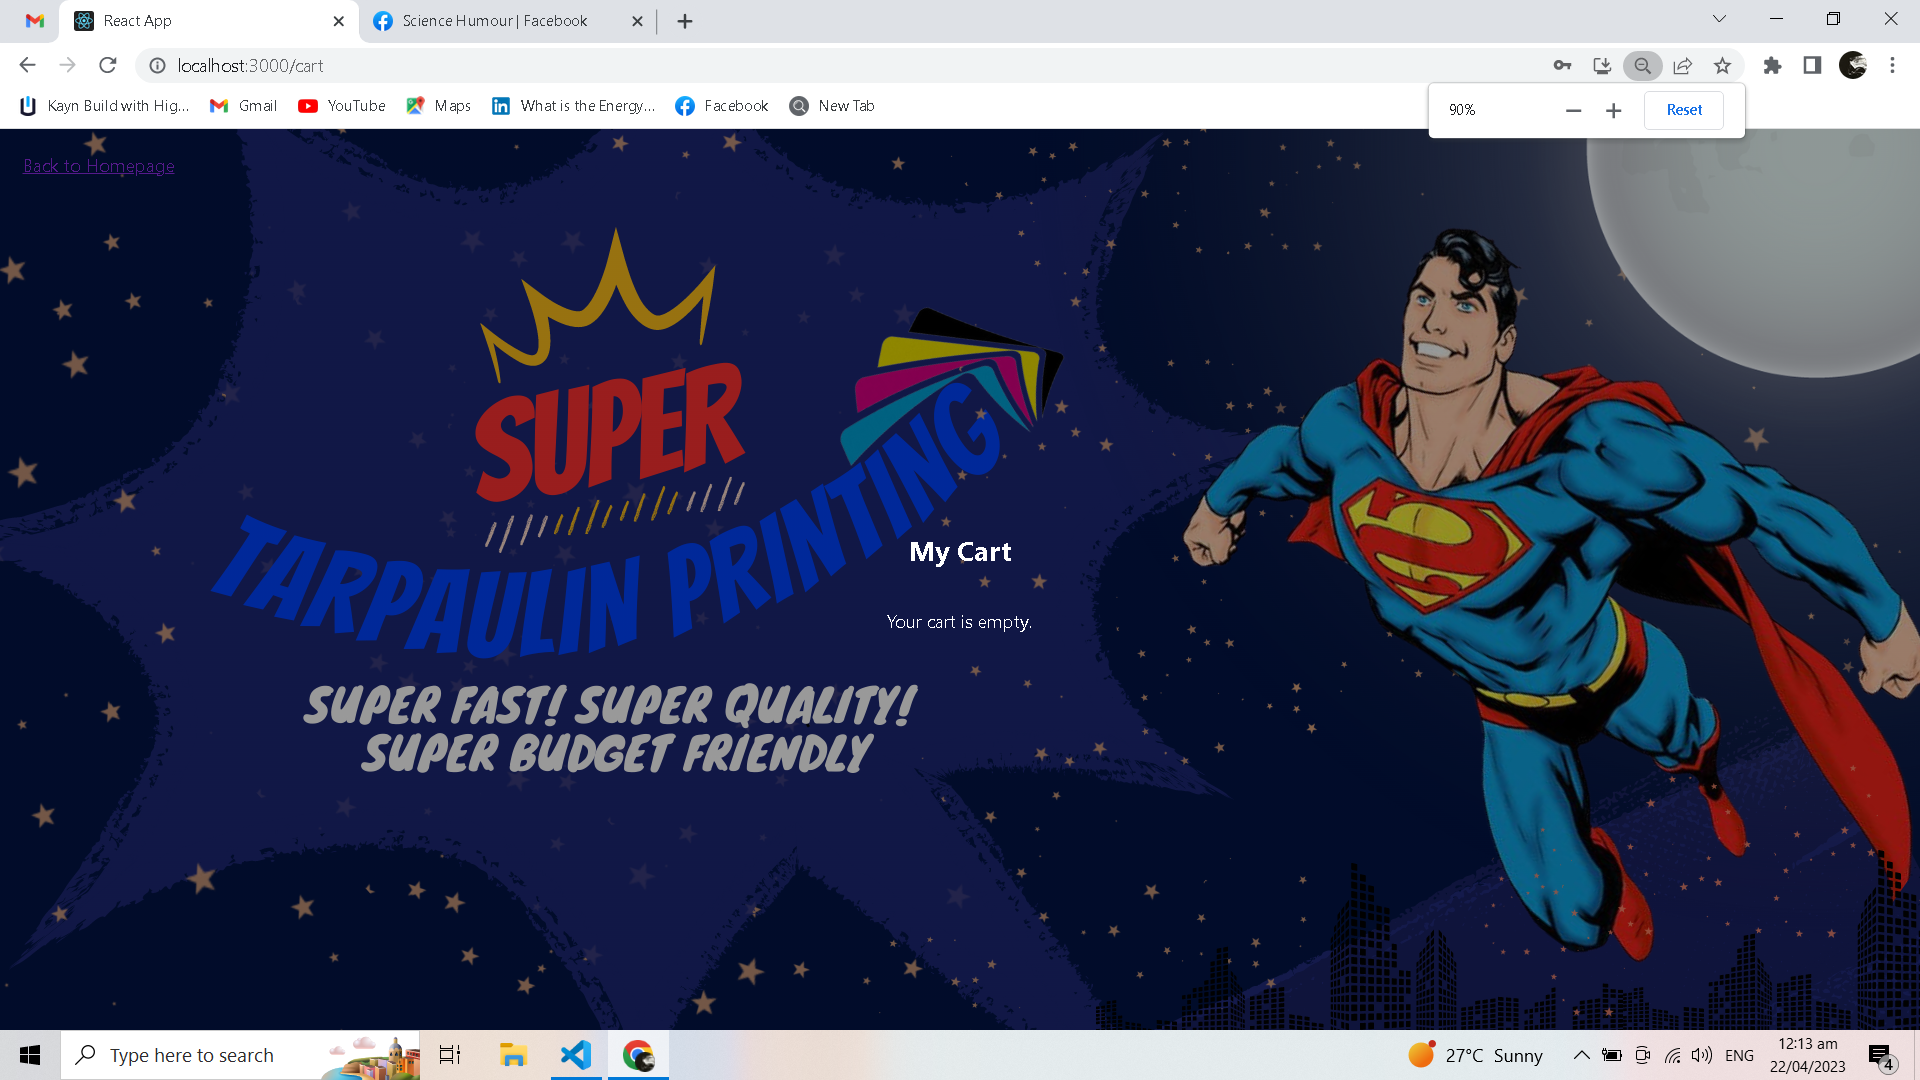 React App
Science Humour | Facebook
localhost:3000/cart
Kayn Build with Hig...
Gmail
YouTube
Maps
What is the Energy...
Facebook
New Tab
90%
Reset
Back to Homepage
SUPER
TARPAULIN PRINTING
My Cart
Your cart is empty.
SUPER FAST! SUPER QUALITY!
SUPER BUDGET FRIENDLY
Type here to search
27°C Sunny
ENG
12:13 am
22/04/2023
4